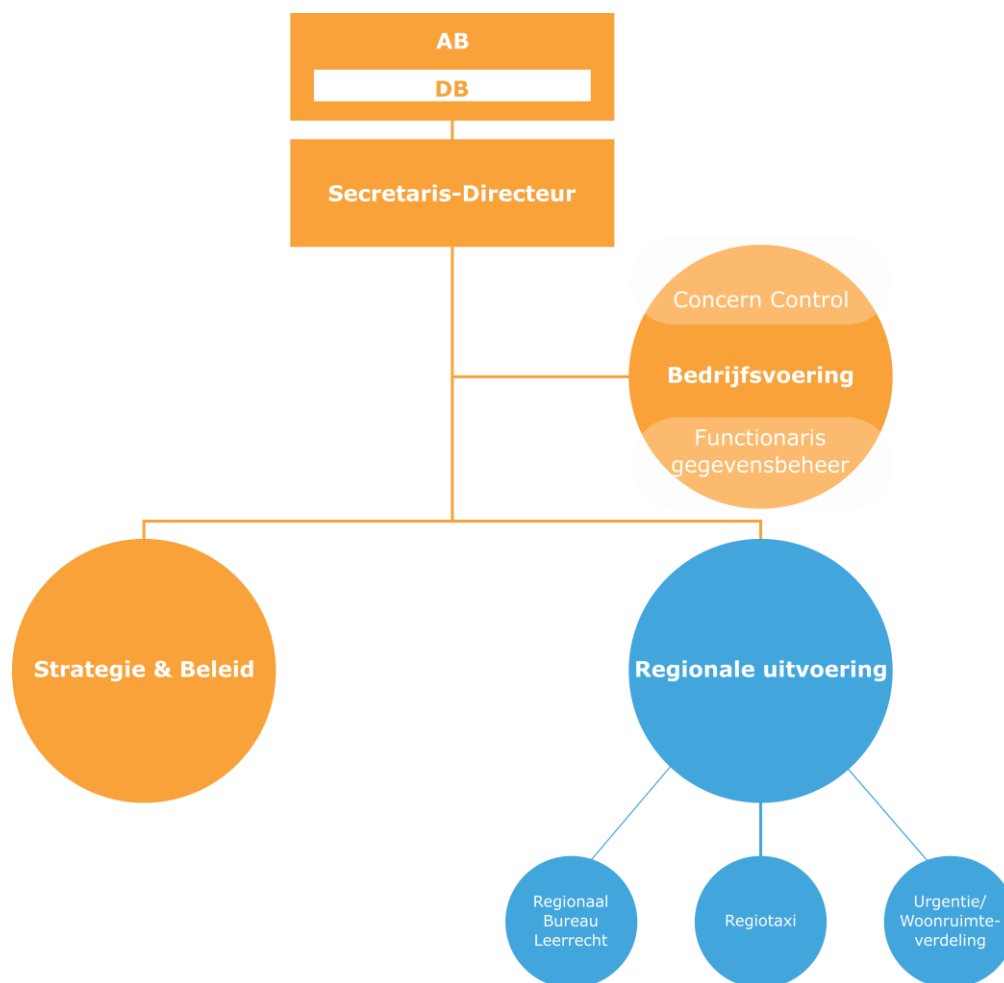 AB
DB
Secretaris-Directeur
Concern Control
Bedrijfsvoering
Functionaris
gegevensbeheer
Strategie & Beleid
Regionale uitvoering
Regionaal
Bureau
Leerrecht
Regiotaxi
Urgentie/
Woonruimte-
verdeling